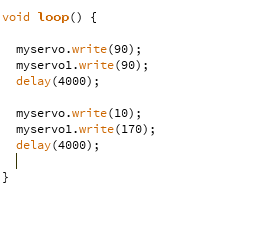 void loop() {

  myservo.write(90);
  myservo1.write(90);
  delay(4000);

  myservo.write(10);
  myservo1.write(170);
  delay(4000);

}